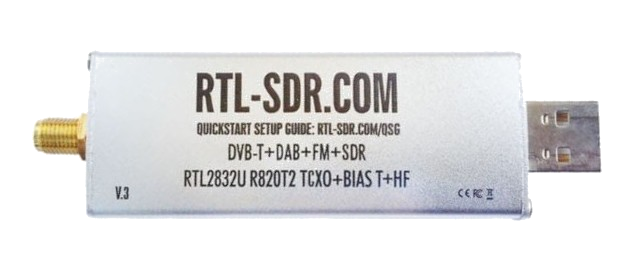 RTL-SDR.COM
QUICKSTART SETUP GUIDE: RTL-SDR.COM/QSG
DVB-T+DAB+FM+SDR
RTL2832U R820T2 TCXO+BIAS T+HF
V.3
CE FC